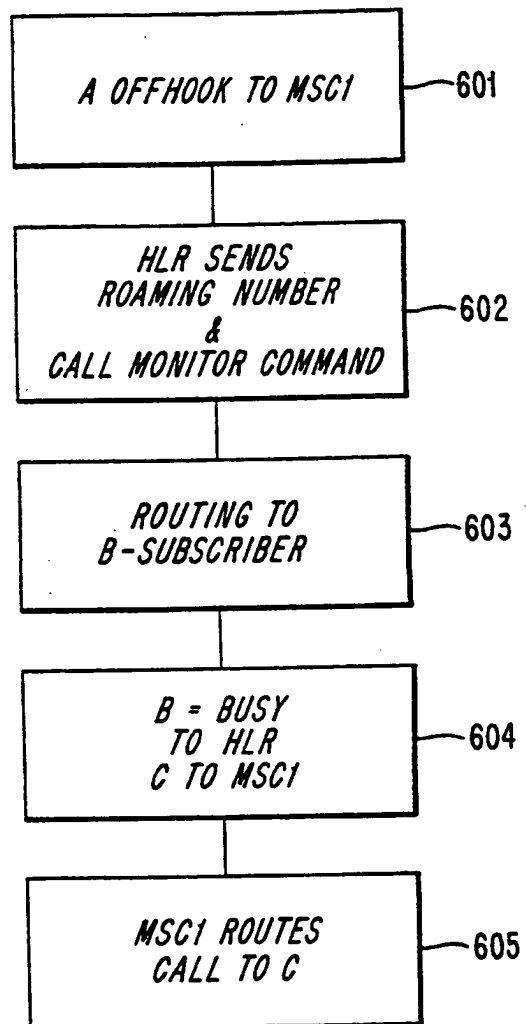 A OFFHOOK TO MSC1
601
HLR SENDS
ROAMING NUMBER
&
CALL MONITOR COMMAND
602
ROUTING TO
B-SUBSCRIBER
603
B = BUSY
TO HLR
C TO MSC1
604
MSC1 ROUTES
CALL TO C
605